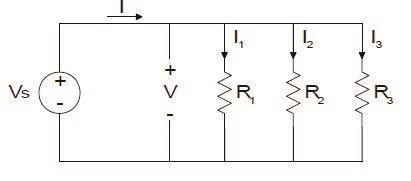 I
I₁ I₂ I₃
+ +
Vs V R₁ R₂ R₃
- -